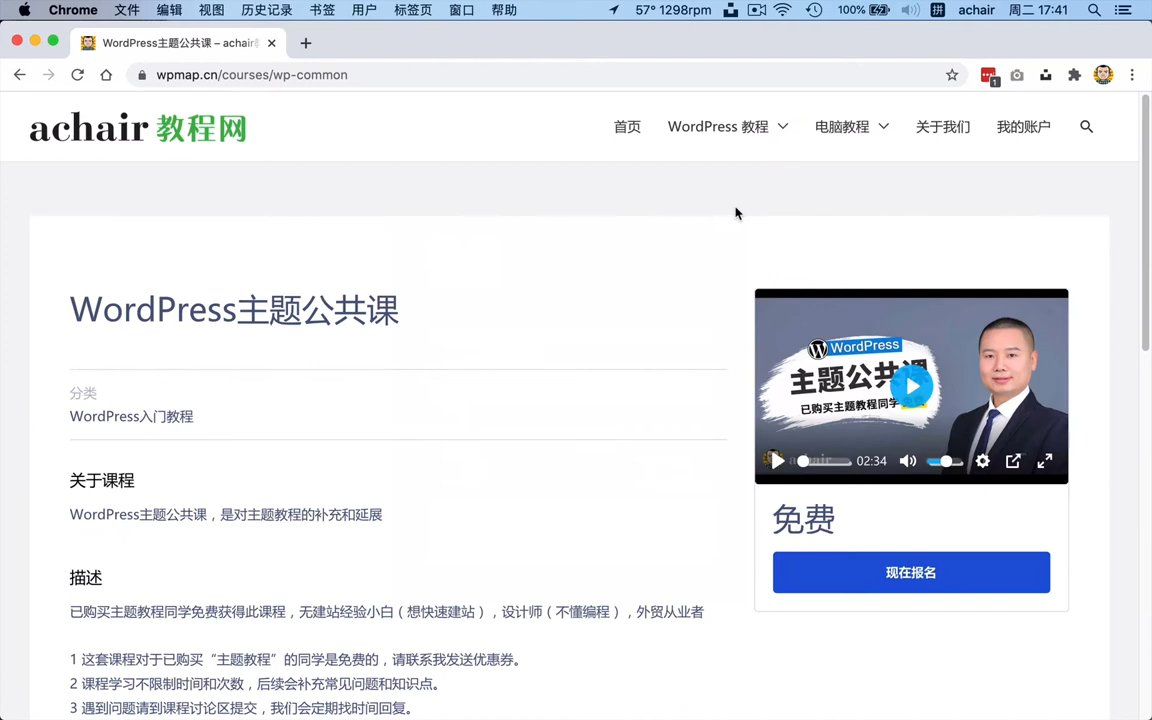 Chrome 文件 编辑 视图 历史记录 书签 用户 标签页 窗口 帮助 57° 1298rpm 100% 拼 achair 周二 17:41
WordPress主题公共课 – achair
wpmap.cn/courses/wp-common
1
achair 教程网
首页 WordPress 教程 电脑教程 关于我们 我的账户
WordPress主题公共课
分类
WordPress入门教程
关于课程
WordPress主题公共课，是对主题教程的补充和延展
描述
已购买主题教程同学免费获得此课程，无建站经验小白（想快速建站），设计师（不懂编程），外贸从业者
1 这套课程对于已购买“主题教程”的同学是免费的，请联系我发送优惠券。
2 课程学习不限制时间和次数，后续会补充常见问题和知识点。
3 遇到问题请到课程讨论区提交，我们会定期找时间回复。
WordPress
主题公共课
已购买主题教程同学免费
02:34
免费
现在报名